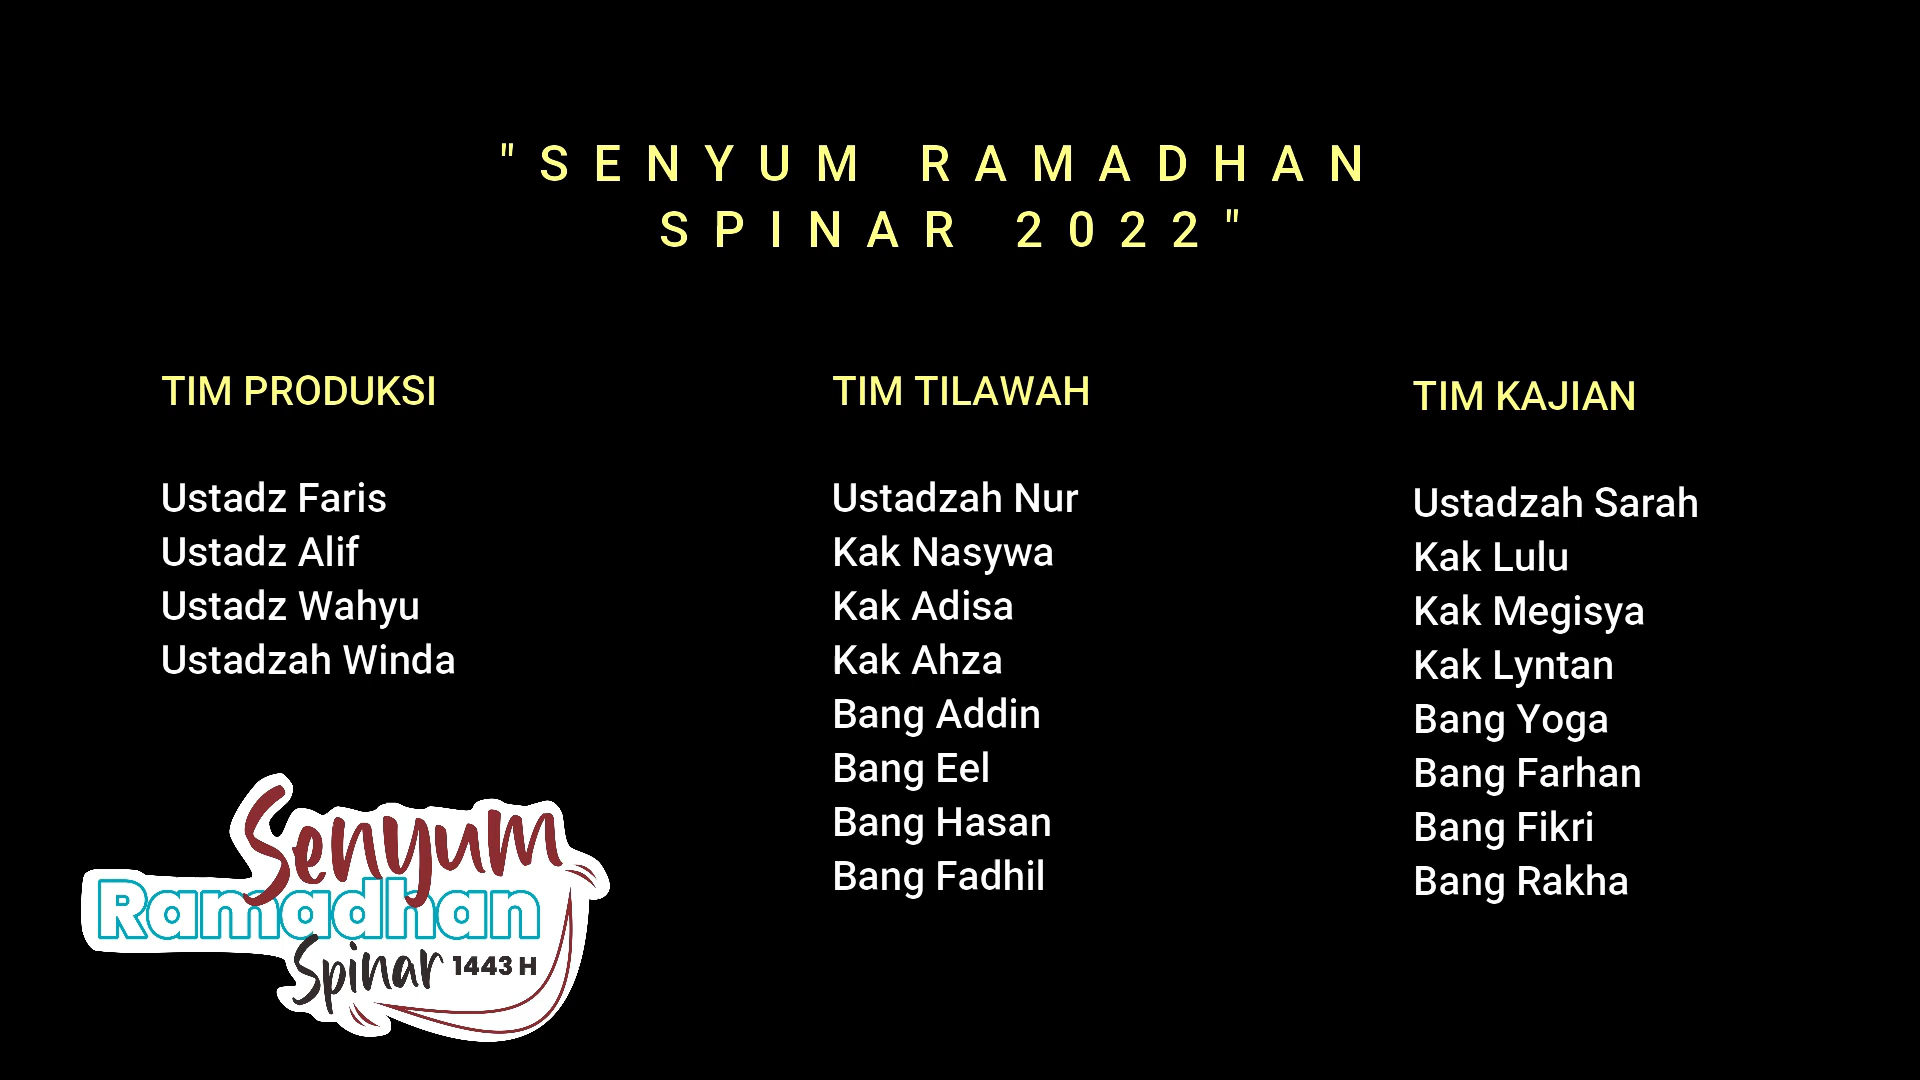 "SENYUM RAMADHAN
SPINAR 2022"
TIM PRODUKSI
Ustadz Faris
Ustadz Alif
Ustadz Wahyu
Ustadzah Winda
TIM TILAWAH
Ustadzah Nur
Kak Nasywa
Kak Adisa
Kak Ahza
Bang Addin
Bang Eel
Bang Hasan
Bang Fadhil
TIM KAJIAN
Ustadzah Sarah
Kak Lulu
Kak Megisya
Kak Lyntan
Bang Yoga
Bang Farhan
Bang Fikri
Bang Rakha
Senyum
Ramadhan
Spinar 1443 H